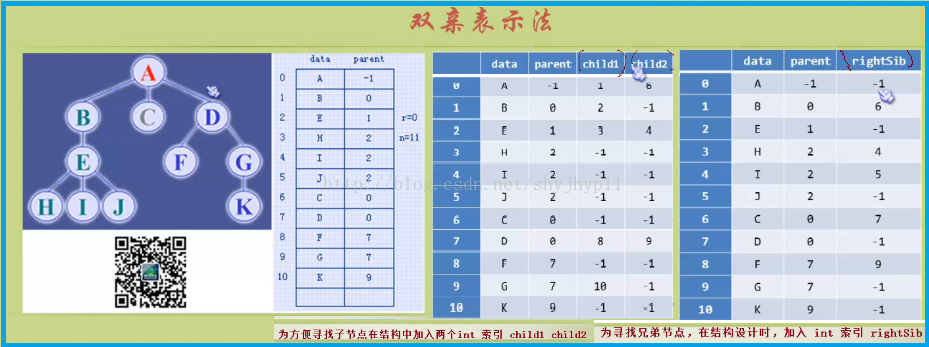 双亲表示法
A
B C D
E F G
H I J K
data parent
0 A -1
1 B 0
2 E 1 r=0
3 H 2 n=11
4 I 2
5 J 2
6 C 0
7 D 0
8 F 7
9 G 7
10 K 9
data parent child1 child2
0 A -1 1 6
1 B 0 2 -1
2 E 1 3 4
3 H 2 -1 -1
4 I 2 -1 -1
5 J 2 -1 -1
6 C 0 -1 -1
7 D 0 8 9
8 F 7 -1 -1
9 G 7 10 -1
10 K 9 -1 -1
data parent rightSib
0 A -1 -1
1 B 0 6
2 E 1 -1
3 H 2 4
4 I 2 5
5 J 2 -1
6 C 0 7
7 D 0 -1
8 F 7 9
9 G 7 -1
10 K 9 -1
http://blog.csdn.net/shyjhyp11
为方便寻找子节点在结构中加入两个int 索引 child1 child2
为寻找兄弟节点，在结构设计时，加入 int 索引 rightSib